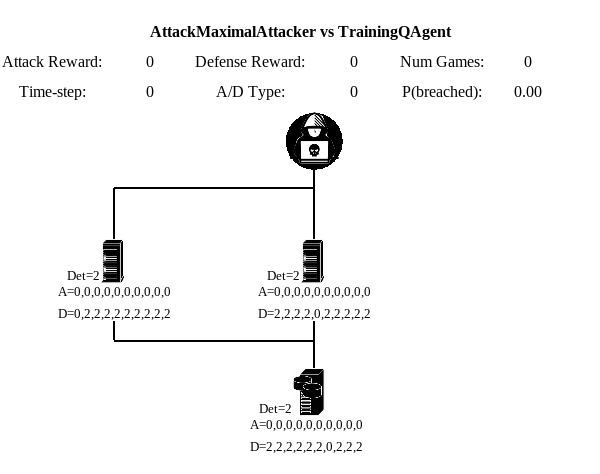 AttackMaximalAttacker vs TrainingQAgent
Attack Reward: 0 Defense Reward: 0 Num Games: 0
Time-step: 0 A/D Type: 0 P(breached): 0.00
Det=2 Det=2
A=0,0,0,0,0,0,0,0,0,0 A=0,0,0,0,0,0,0,0,0,0
D=0,2,2,2,2,2,2,2,2,2 D=2,2,2,2,0,2,2,2,2,2
Det=2
A=0,0,0,0,0,0,0,0,0,0
D=2,2,2,2,2,2,0,2,2,2